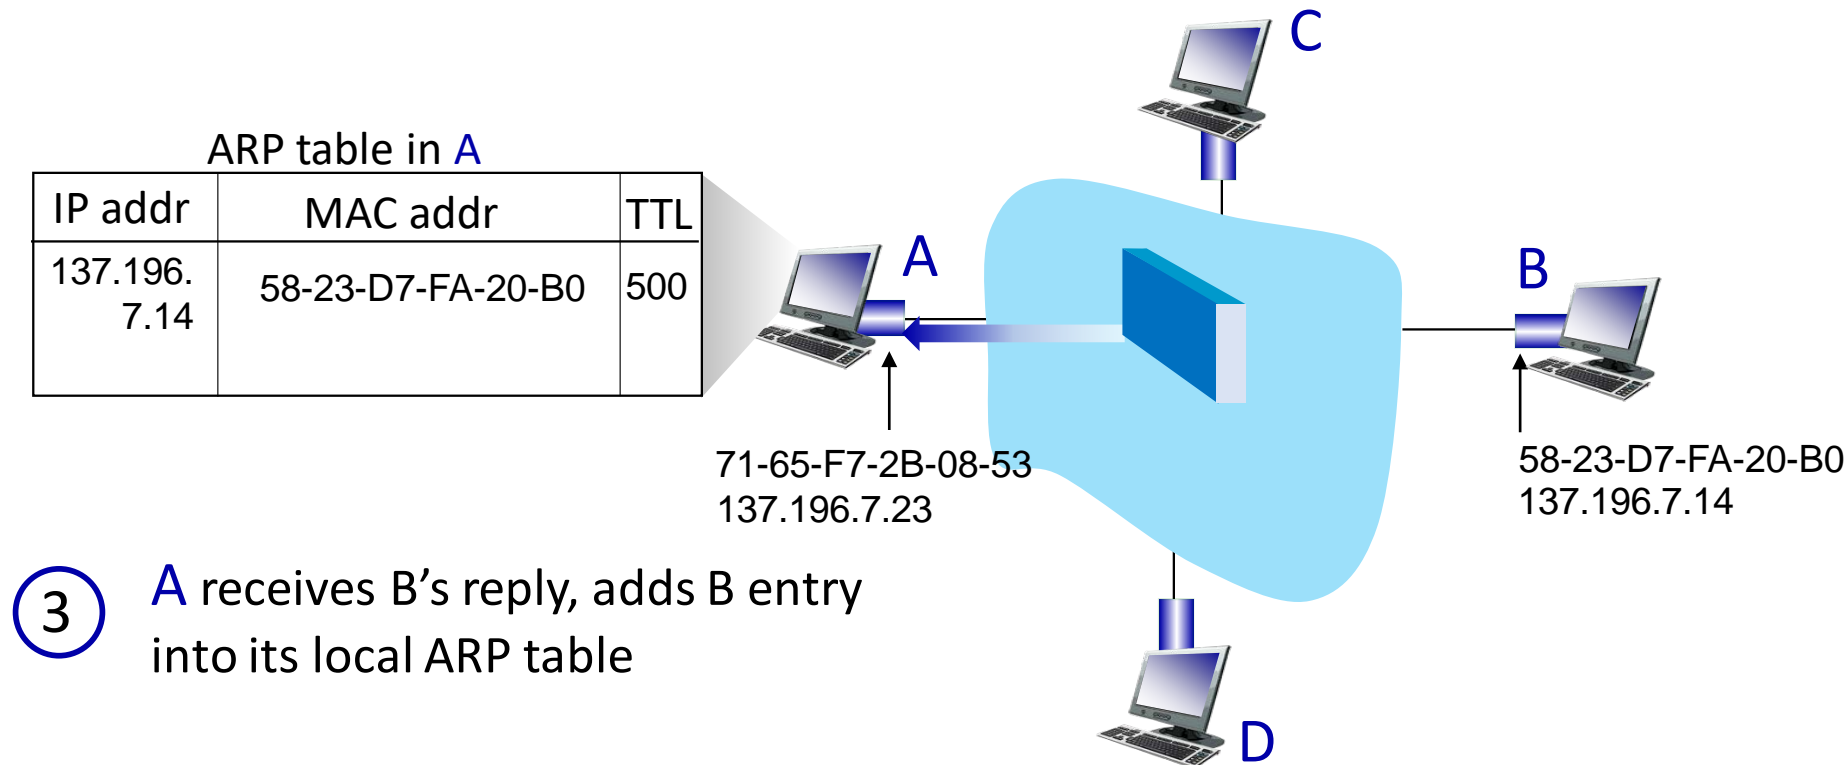 C
ARP table in A
IP addr MAC addr TTL
137.196. 58-23-D7-FA-20-B0 500
7.14
A
B
71-65-F7-2B-08-53
137.196.7.23
58-23-D7-FA-20-B0
137.196.7.14
3 A receives B’s reply, adds B entry
into its local ARP table
D